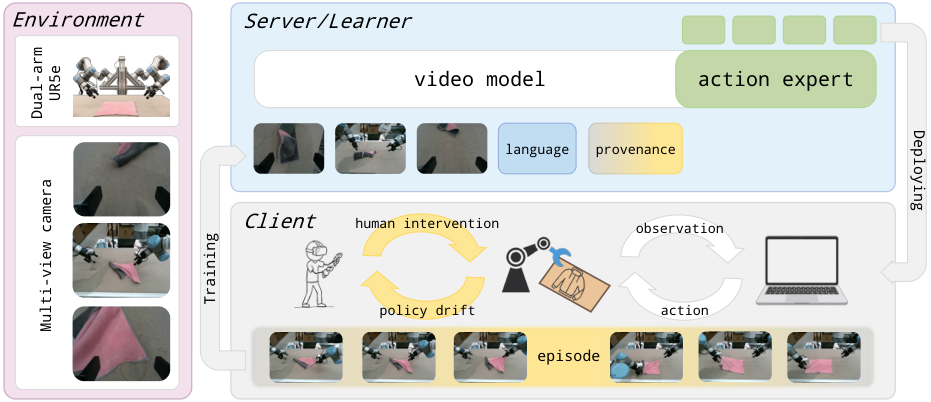 Environment
Dual-arm
UR5e
Multi-view camera
Server/Learner
video model
action expert
language
provenance
Training
Deploying
Client
human intervention
policy drift
observation
action
episode